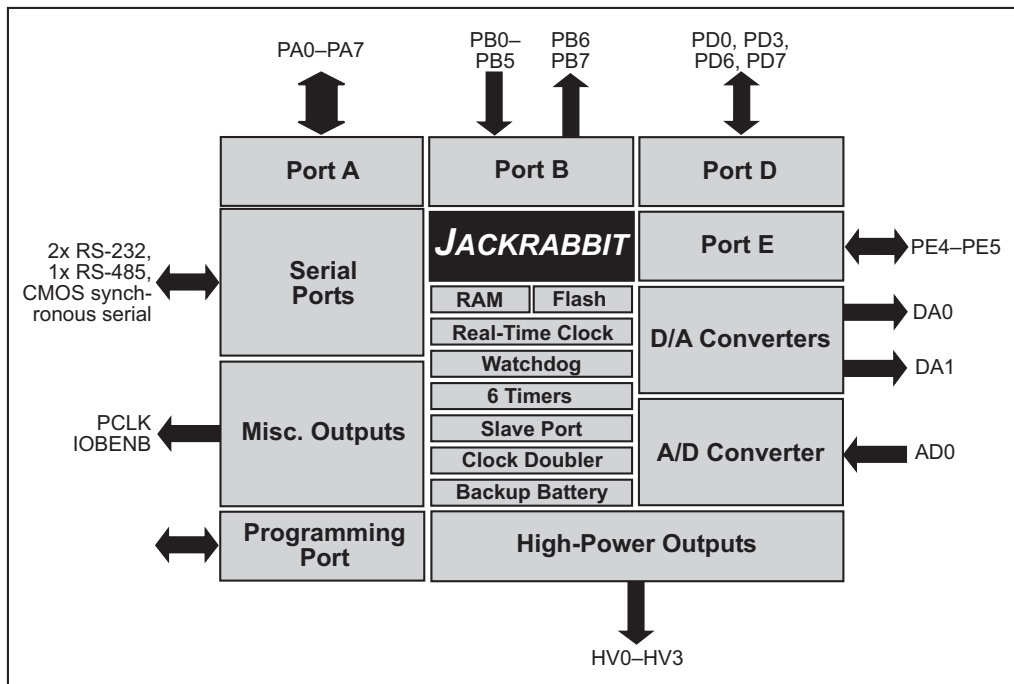 PA0–PA7
PB0–
PB5
PB6
PB7
PD0, PD3,
PD6, PD7
Port A
Port B
Port D
JACKRABBIT
Port E
PE4–PE5
2x RS-232,
1x RS-485,
CMOS synch-
ronous serial
Serial
Ports
RAM
Flash
Real-Time Clock
Watchdog
6 Timers
Slave Port
Clock Doubler
Backup Battery
D/A Converters
DA0
DA1
PCLK
IOBENB
Misc. Outputs
A/D Converter
AD0
Programming
Port
High-Power Outputs
HV0–HV3